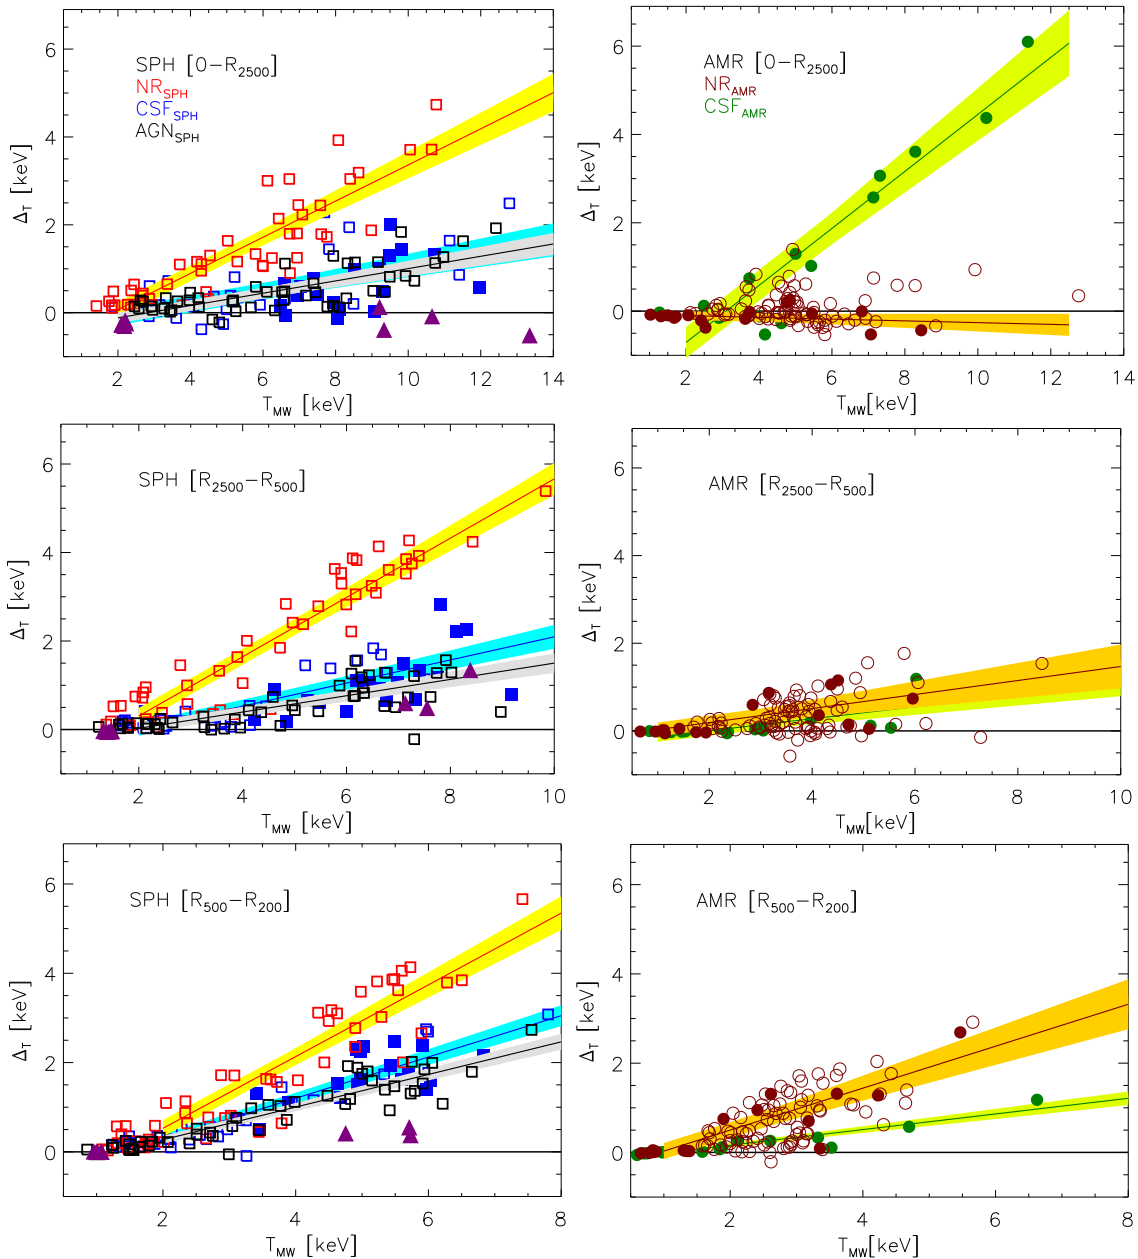 SPH [0−R2500]
NRSPH
CSFSPH
AGNSPH
ΔT [keV]
6
4
2
0
2 4 6 8 10 12 14
TMW [keV]
AMR [0−R2500]
NRAMR
CSFAMR
ΔT [keV]
6
4
2
0
2 4 6 8 10 12 14
TMW[keV]
SPH [R2500−R500]
ΔT [keV]
6
4
2
0
2 4 6 8 10
TMW [keV]
AMR [R2500−R500]
ΔT [keV]
6
4
2
0
2 4 6 8 10
TMW[keV]
SPH [R500−R200]
ΔT [keV]
6
4
2
0
2 4 6 8
TMW [keV]
AMR [R500−R200]
ΔT [keV]
6
4
2
0
2 4 6 8
TMW[keV]